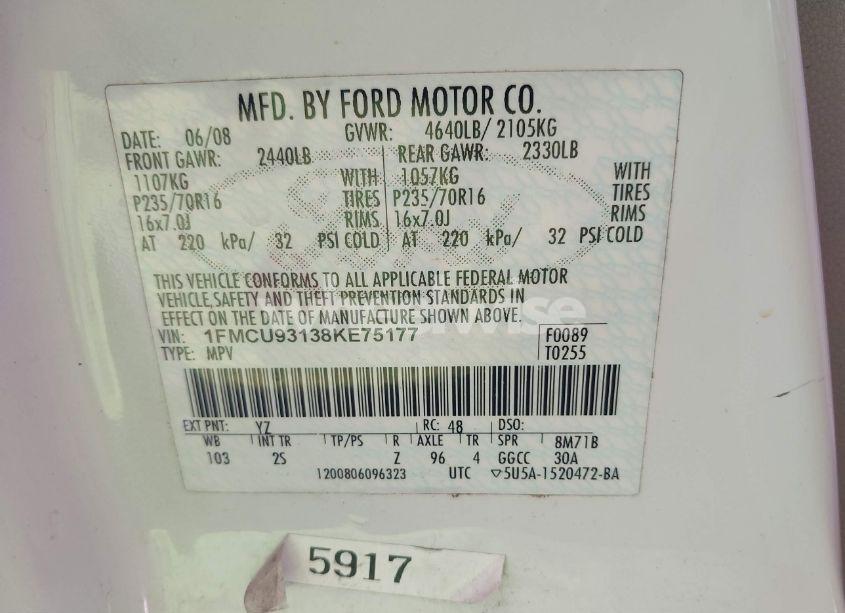 MFD. BY FORD MOTOR CO.
DATE: 06/08 GVWR: 4640LB/ 2105KG
FRONT GAWR: 2440LB REAR GAWR: 2330LB
1107KG WITH 1057KG WITH
P235/70R16 TIRES P235/70R16 TIRES
16x7.0J RIMS 16x7.0J RIMS
AT 220 kPa/ 32 PSI COLD AT 220 kPa/ 32 PSI COLD
THIS VEHICLE CONFORMS TO ALL APPLICABLE FEDERAL MOTOR
VEHICLE SAFETY AND THEFT PREVENTION STANDARDS IN
EFFECT ON THE DATE OF MANUFACTURE SHOWN ABOVE.
VIN: 1FMCU93138KE75177 F0089
TYPE: MPV T0255
EXT PNT: YZ RC: 48 DSO:
WB INT TR TP/PS R AXLE TR SPR 8M71B
103 2S Z 96 4 GGCC 30A
1200806096323 UTC ▽5U5A-1520472-BA
5917